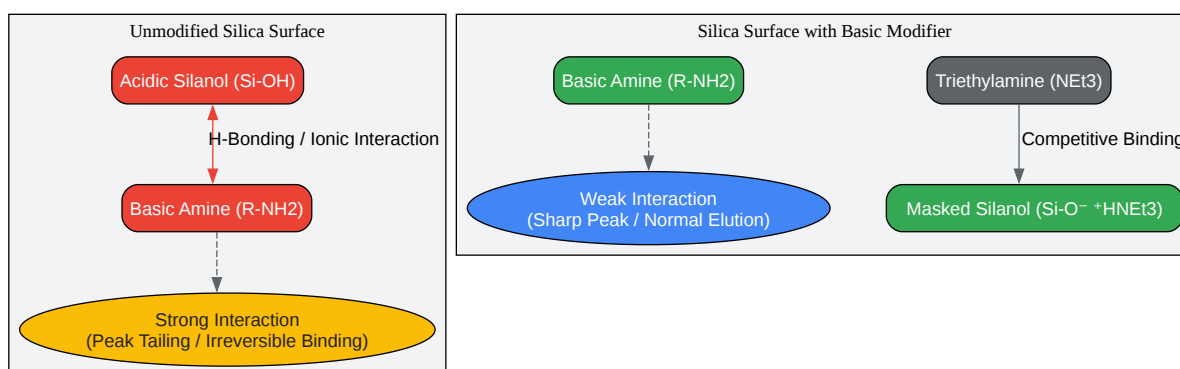 Unmodified Silica Surface
Acidic Silanol (Si-OH)
H-Bonding / Ionic Interaction
Basic Amine (R-NH2)
Strong Interaction
(Peak Tailing / Irreversible Binding)
Silica Surface with Basic Modifier
Basic Amine (R-NH2)
Triethylamine (NEt3)
Competitive Binding
Weak Interaction
(Sharp Peak / Normal Elution)
Masked Silanol (Si-O⁻ ⁺HNEt3)